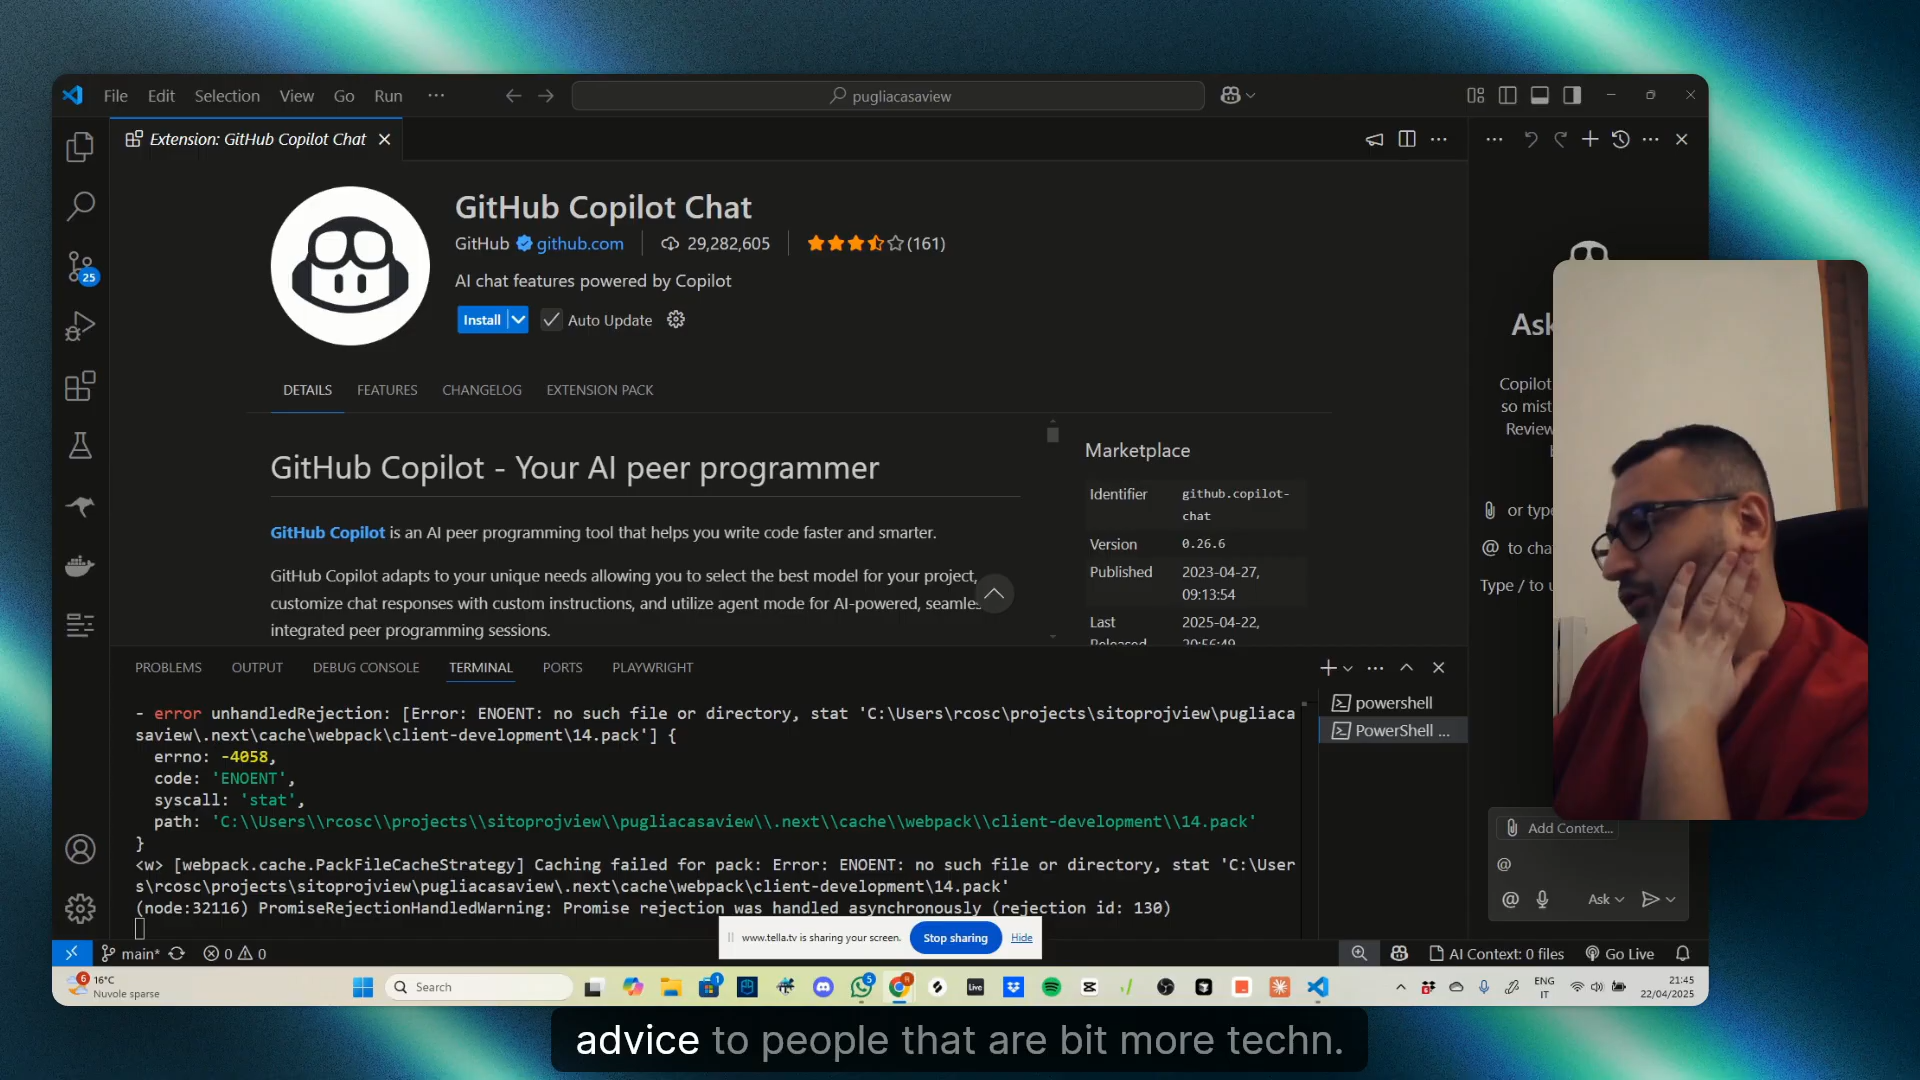 File Edit Selection View Go Run
pugliacasaview
Extension: GitHub Copilot Chat
GitHub Copilot Chat
GitHub github.com 29,282,605 (161)
AI chat features powered by Copilot
Install Auto Update
25
DETAILS FEATURES CHANGELOG EXTENSION PACK
GitHub Copilot - Your AI peer programmer
GitHub Copilot is an AI peer programming tool that helps you write code faster and smarter.
GitHub Copilot adapts to your unique needs allowing you to select the best model for your project,
customize chat responses with custom instructions, and utilize agent mode for AI-powered, seamle
integrated peer programming sessions.
Marketplace
Identifier github.copilot-
chat
Version 0.26.6
Published 2023-04-27,
09:13:54
Last 2025-04-22,
Released 20:56:49
Ask
Copilot
so mist
Review
or type
@ to cha
Type / to u
PROBLEMS OUTPUT DEBUG CONSOLE TERMINAL PORTS PLAYWRIGHT
powershell
PowerShell ...
- error unhandledRejection: [Error: ENOENT: no such file or directory, stat 'C:\Users\rcosc\projects\sitoprojview\pugliaca
saview\.next\cache\webpack\client-development\14.pack'] {
errno: -4058,
code: 'ENOENT',
syscall: 'stat',
path: 'C:\\Users\\rcosc\\projects\\sitoprojview\\pugliacasaview\\.next\\cache\\webpack\\client-development\\14.pack'
}
<w> [webpack.cache.PackFileCacheStrategy] Caching failed for pack: Error: ENOENT: no such file or directory, stat 'C:\User
s\rcosc\projects\sitoprojview\pugliacasaview\.next\cache\webpack\client-development\14.pack'
(node:32116) PromiseRejectionHandledWarning: Promise rejection was handled asynchronously (rejection id: 130)
Add Context...
@
@ Ask
www.tella.tv is sharing your screen. Stop sharing Hide
main* 0 0 AI Context: 0 files Go Live
6 16°C
Nuvole sparse
Search
1
5
Live
ENG
IT
21:45
22/04/2025
advice to people that are bit more techn.